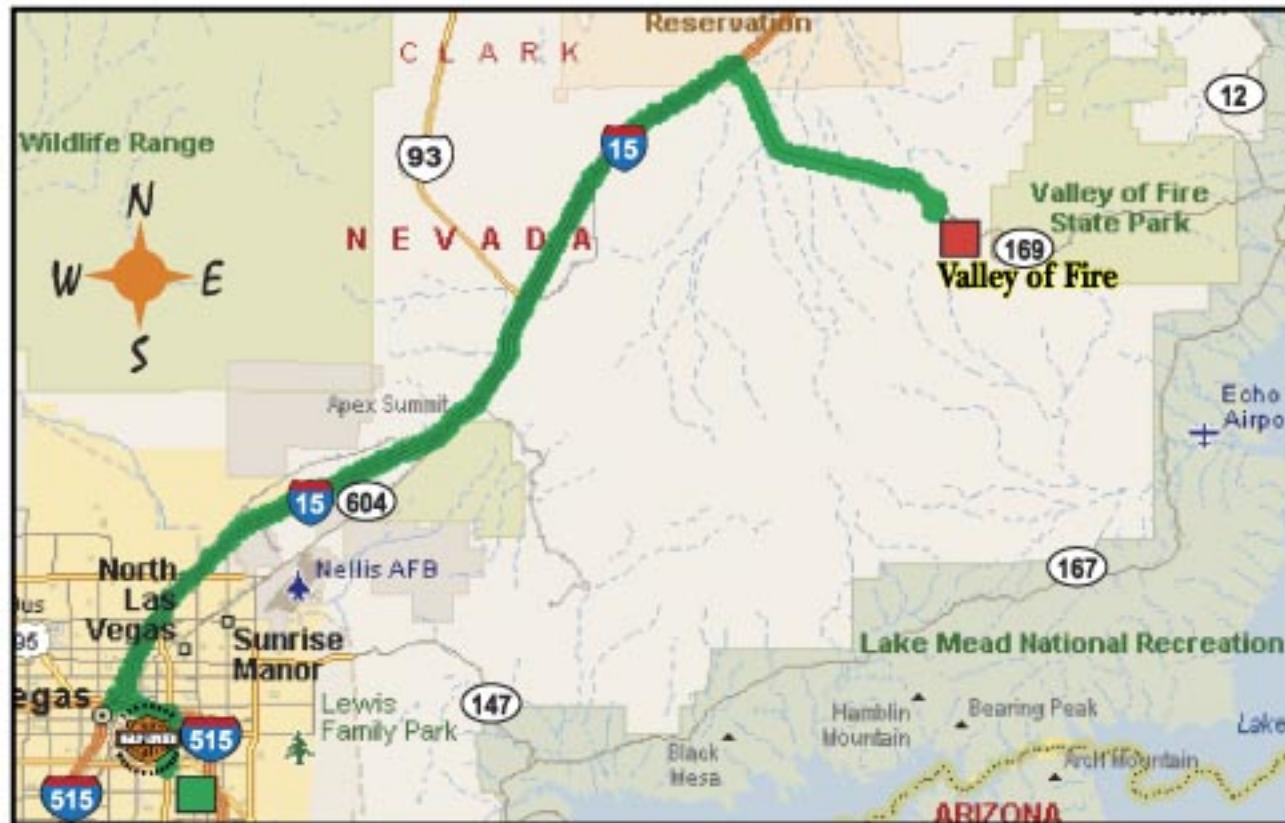 Reservation
CLARK
12
93
15
Wildlife Range
Valley of Fire
State Park
N
W E
S
NEVADA
169
Valley of Fire
Apex Summit
Echo
Airpo
15
604
Nellis AFB
167
North
Las
Vegas
95
Sunrise
Manor
Lake Mead National Recreation
egas
Lewis
Family Park
147
Hamblin
Mountain
Bearing Peak
Lake
515
Black
Mesa
Arch Mountain
515
ARIZONA